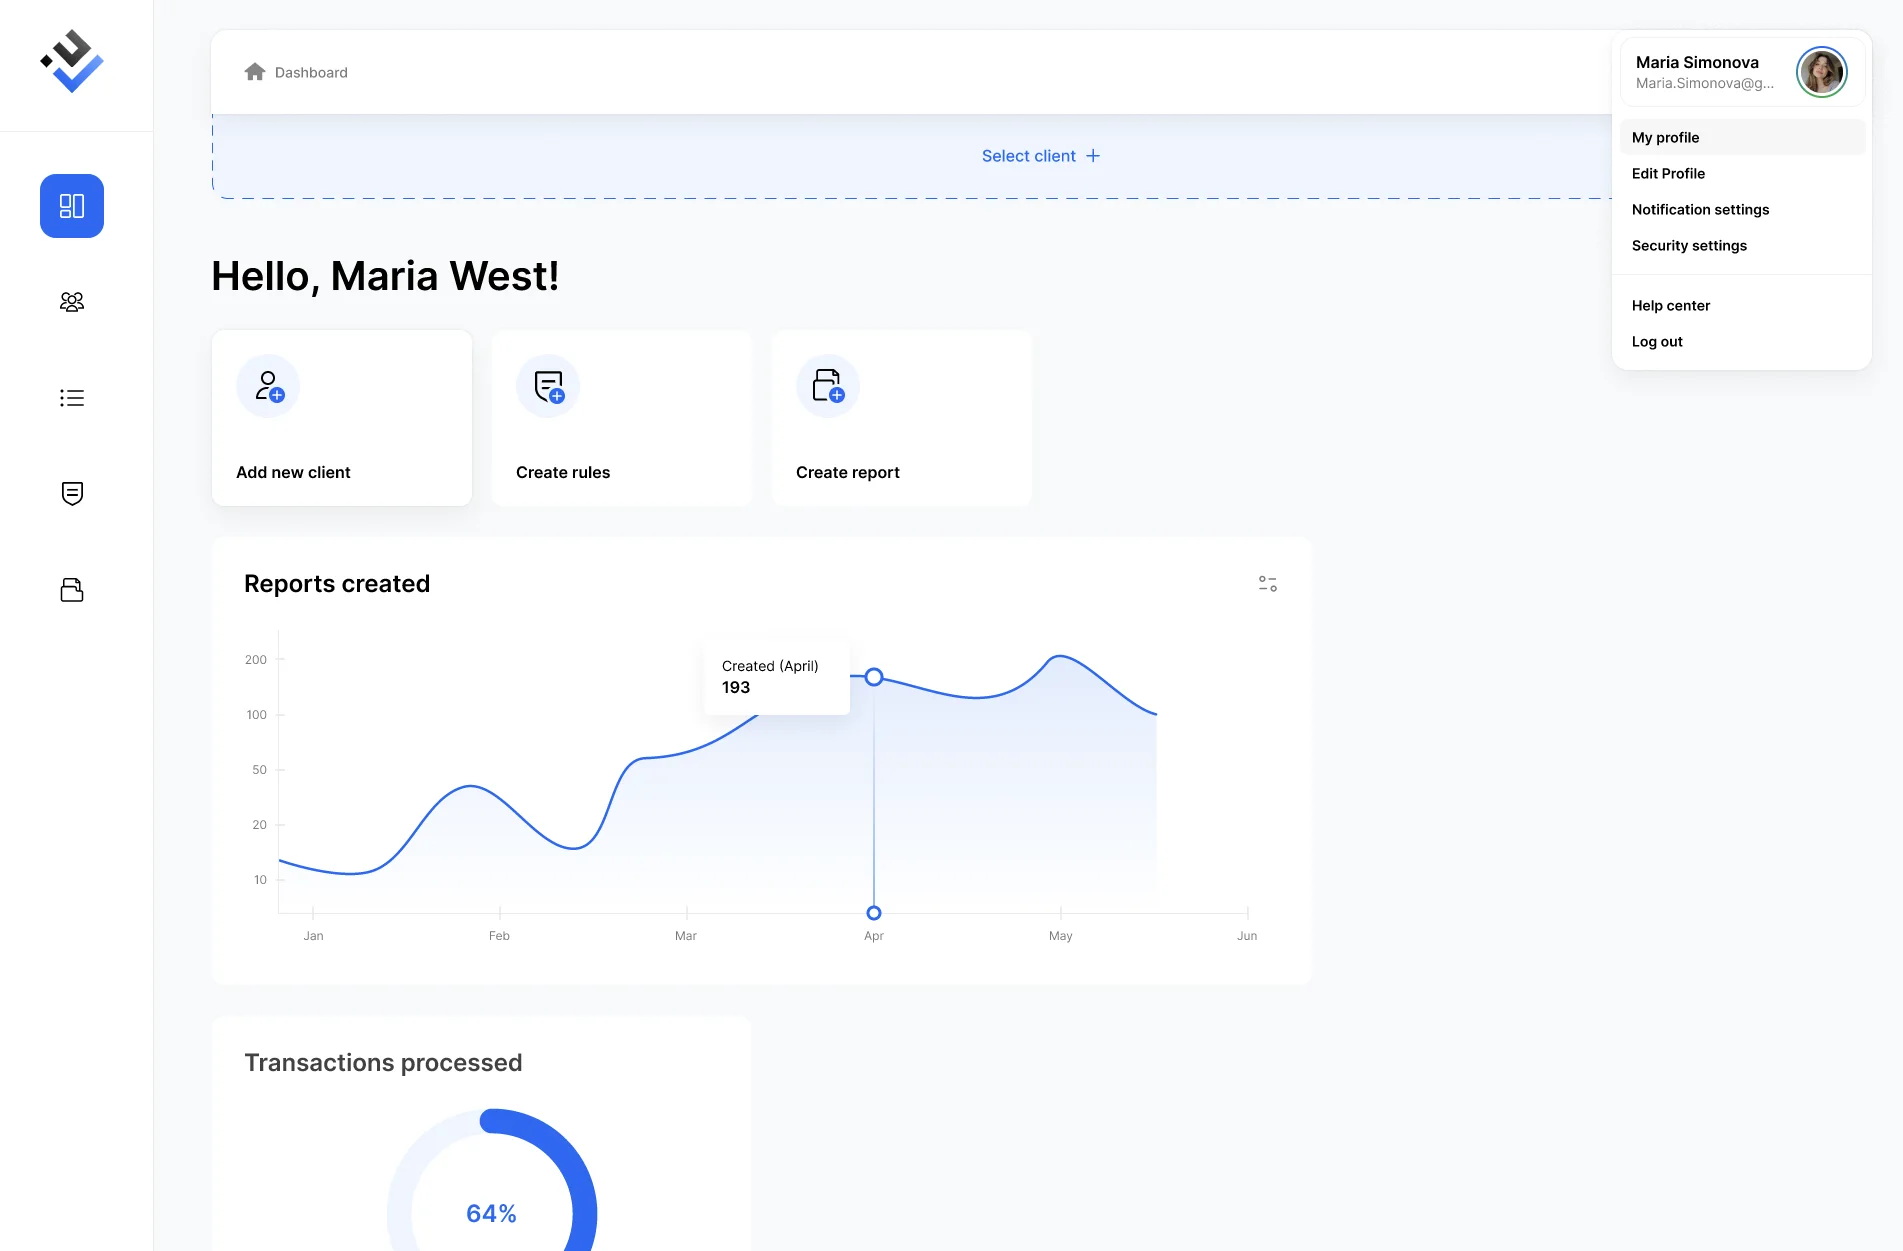 Dashboard
Maria Simonova
Maria.Simonova@g...
My profile
Edit Profile
Notification settings
Security settings
Help center
Log out
Select client
Hello, Maria West!
Add new client
Create rules
Create report
Reports created
200
100
50
20
10
Created (April)
193
Jan
Feb
Mar
Apr
May
Jun
Transactions processed
64%